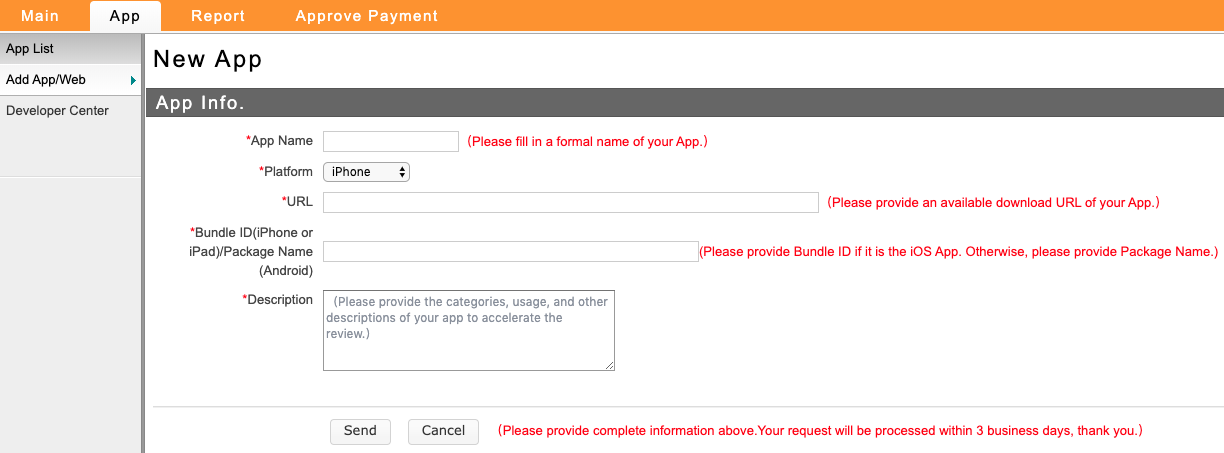 Main App Report Approve Payment
App List
Add App/Web
Developer Center
New App
App Info.
*App Name (Please fill in a formal name of your App.)
*Platform iPhone
*URL (Please provide an available download URL of your App.)
*Bundle ID(iPhone or
iPad)/Package Name
(Android)
(Please provide Bundle ID if it is the iOS App. Otherwise, please provide Package Name.)
*Description
(Please provide the categories, usage, and other
descriptions of your app to accelerate the
review.)
Send Cancel (Please provide complete information above.Your request will be processed within 3 business days, thank you.)